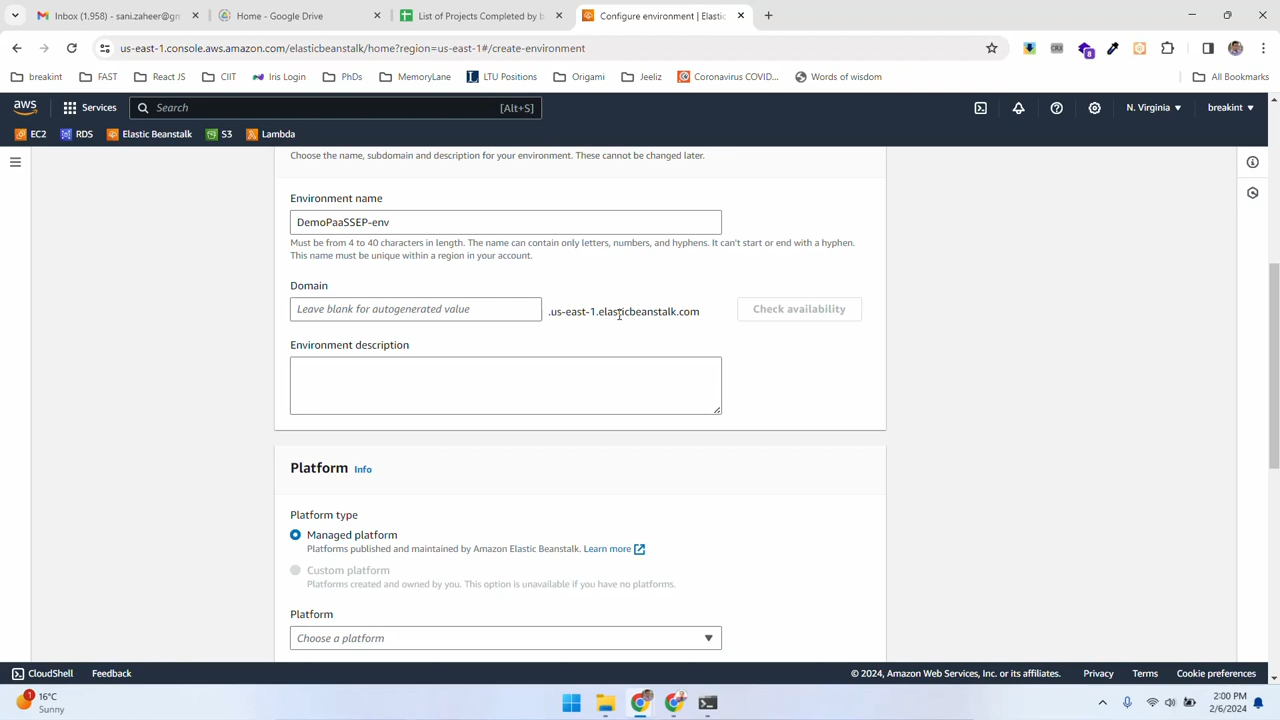 Inbox (1,958) - sani.zaheer@gm
Home - Google Drive
List of Projects Completed by b
Configure environment | Elastic
us-east-1.console.aws.amazon.com/elasticbeanstalk/home?region=us-east-1#/create-environment
breakint
FAST
React JS
CIIT
Iris Login
PhDs
MemoryLane
LTU Positions
Origami
Jeeliz
Coronavirus COVID...
Words of wisdom
All Bookmarks
aws
Services
Search
[Alt+S]
N. Virginia
breakint
EC2
RDS
Elastic Beanstalk
S3
Lambda
Choose the name, subdomain and description for your environment. These cannot be changed later.
Environment name
DemoPaaSSEP-env
Must be from 4 to 40 characters in length. The name can contain only letters, numbers, and hyphens. It can't start or end with a hyphen.
This name must be unique within a region in your account.
Domain
Leave blank for autogenerated value
.us-east-1.elasticbeanstalk.com
Check availability
Environment description
Platform Info
Platform type
Managed platform
Platforms published and maintained by Amazon Elastic Beanstalk. Learn more
Custom platform
Platforms created and owned by you. This option is unavailable if you have no platforms.
Platform
Choose a platform
CloudShell
Feedback
© 2024, Amazon Web Services, Inc. or its affiliates.
Privacy
Terms
Cookie preferences
16°C
Sunny
2:00 PM
2/6/2024